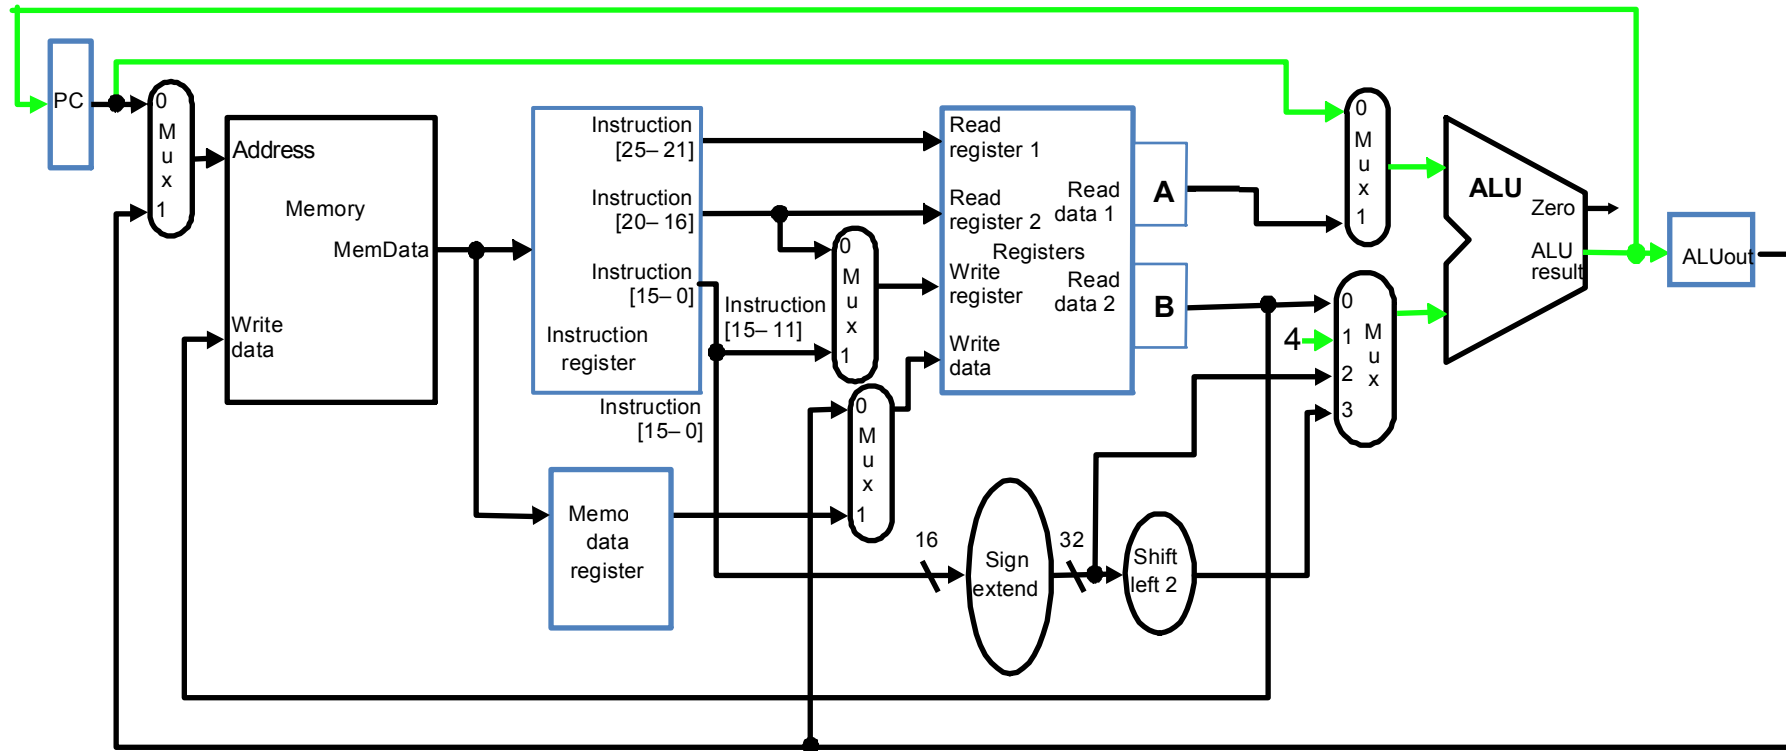 PC
0
M
u
x
1
Address
Memory
MemData
Write
data
Instruction
[25– 21]
Instruction
[20– 16]
Instruction
[15– 0]
Instruction
register
Instruction
[15– 11]
Instruction
[15– 0]
0
M
u
x
1
0
M
u
x
1
Memo
data
register
Read
register 1
Read
register 2
Registers
Write
register
Write
data
Read
data 1
Read
data 2
A
B
16
Sign
extend
32
Shift
left 2
0
M
u
x
1
4
0
1
2
3
M
u
x
ALU
Zero
ALU
result
ALUout